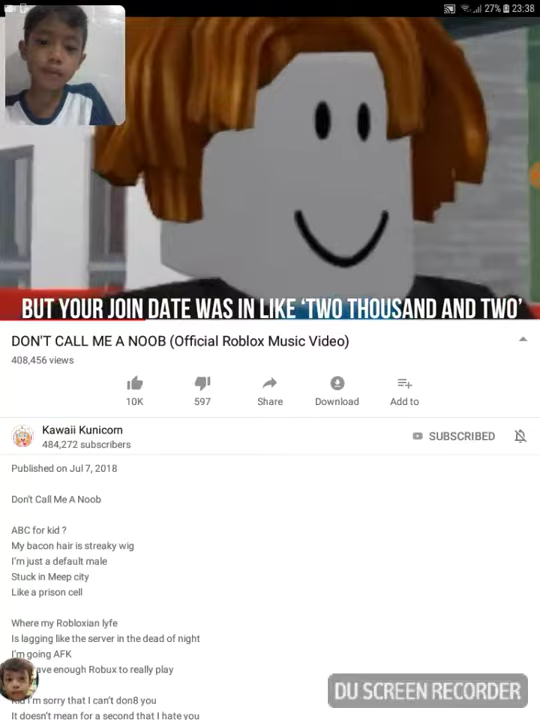 27% 23:38
BUT YOUR JOIN DATE WAS IN LIKE 'TWO THOUSAND AND TWO'
DON'T CALL ME A NOOB (Official Roblox Music Video)
408,456 views
10K 597 Share Download Add to
Kawaii Kunicorn
484,272 subscribers
SUBSCRIBED
Published on Jul 7, 2018
Don't Call Me A Noob
ABC for kid ?
My bacon hair is streaky wig
I'm just a default male
Stuck in Meep city
Like a prison cell
Where my Robloxian lyfe
Is lagging like the server in the dead of night
I'm going AFK
ave enough Robux to really play
I'm sorry that I can't don8 you
It doesn't mean for a second that I hate you
DU SCREEN RECORDER